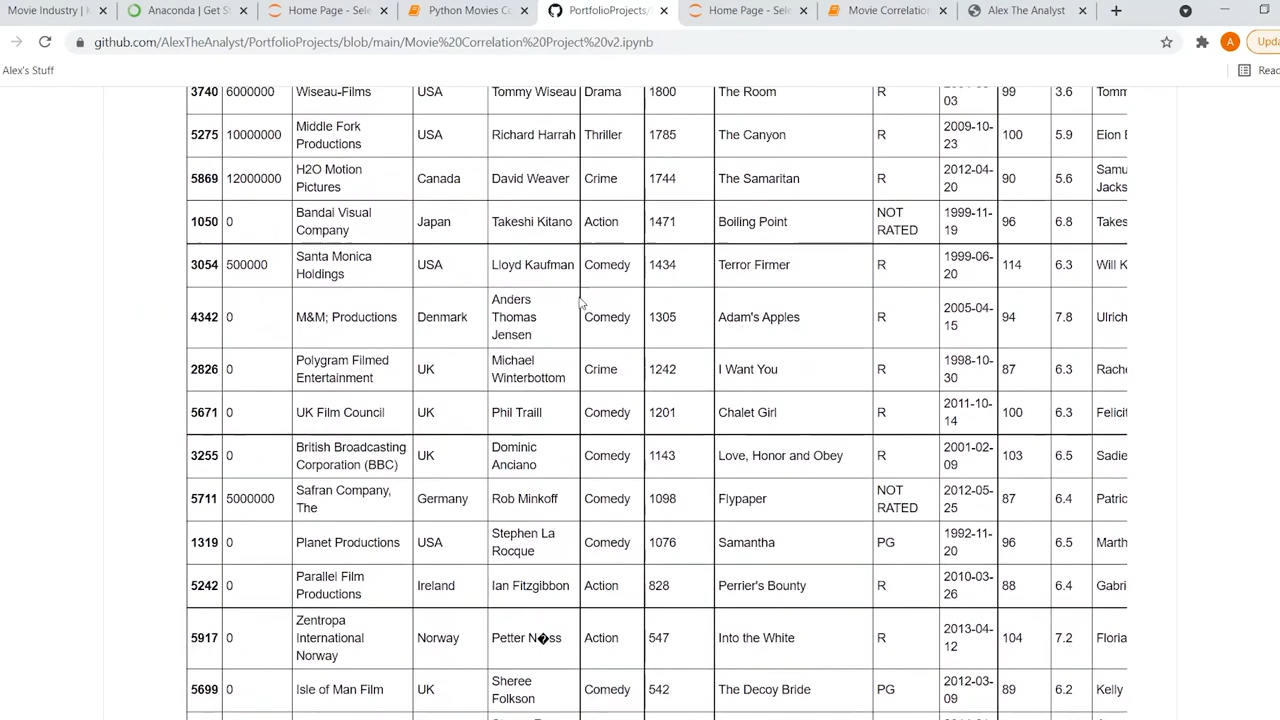 Movie Industry | K
Anaconda | Get S
Home Page - Sele
Python Movies Co
PortfolioProjects/
Home Page - Sele
Movie Correlation
Alex The Analyst
github.com/AlexTheAnalyst/PortfolioProjects/blob/main/Movie%20Correlation%20Project%20v2.ipynb
A
Upda
Alex's Stuff
Read
3740 6000000 Wiseau-Films USA Tommy Wiseau Drama 1800 The Room R
03 99 3.6 Tomm
5275 10000000 Middle Fork
Productions USA Richard Harrah Thriller 1785 The Canyon R 2009-10-
23 100 5.9 Eion
5869 12000000 H2O Motion
Pictures Canada David Weaver Crime 1744 The Samaritan R 2012-04-
20 90 5.6 Samu
Jacks
1050 0 Bandai Visual
Company Japan Takeshi Kitano Action 1471 Boiling Point NOT
RATED 1999-11-
19 96 6.8 Takes
3054 500000 Santa Monica
Holdings USA Lloyd Kaufman Comedy 1434 Terror Firmer R 1999-06-
20 114 6.3 Will K
4342 0 M&M; Productions Denmark Anders
Thomas
Jensen Comedy 1305 Adam's Apples R 2005-04-
15 94 7.8 Ulrich
2826 0 Polygram Filmed
Entertainment UK Michael
Winterbottom Crime 1242 I Want You R 1998-10-
30 87 6.3 Rache
5671 0 UK Film Council UK Phil Traill Comedy 1201 Chalet Girl R 2011-10-
14 100 6.3 Felicit
3255 0 British Broadcasting
Corporation (BBC) UK Dominic
Anciano Comedy 1143 Love, Honor and Obey R 2001-02-
09 103 6.5 Sadie
5711 5000000 Safran Company,
The Germany Rob Minkoff Comedy 1098 Flypaper NOT
RATED 2012-05-
25 87 6.4 Patric
1319 0 Planet Productions USA Stephen La
Rocque Comedy 1076 Samantha PG 1992-11-
20 96 6.5 Marth
5242 0 Parallel Film
Productions Ireland Ian Fitzgibbon Action 828 Perrier's Bounty R 2010-03-
26 88 6.4 Gabri
5917 0 Zentropa
International
Norway Norway Petter N�ss Action 547 Into the White R 2013-04-
12 104 7.2 Floria
5699 0 Isle of Man Film UK Sheree
Folkson Comedy 542 The Decoy Bride PG 2012-03-
09 89 6.2 Kelly